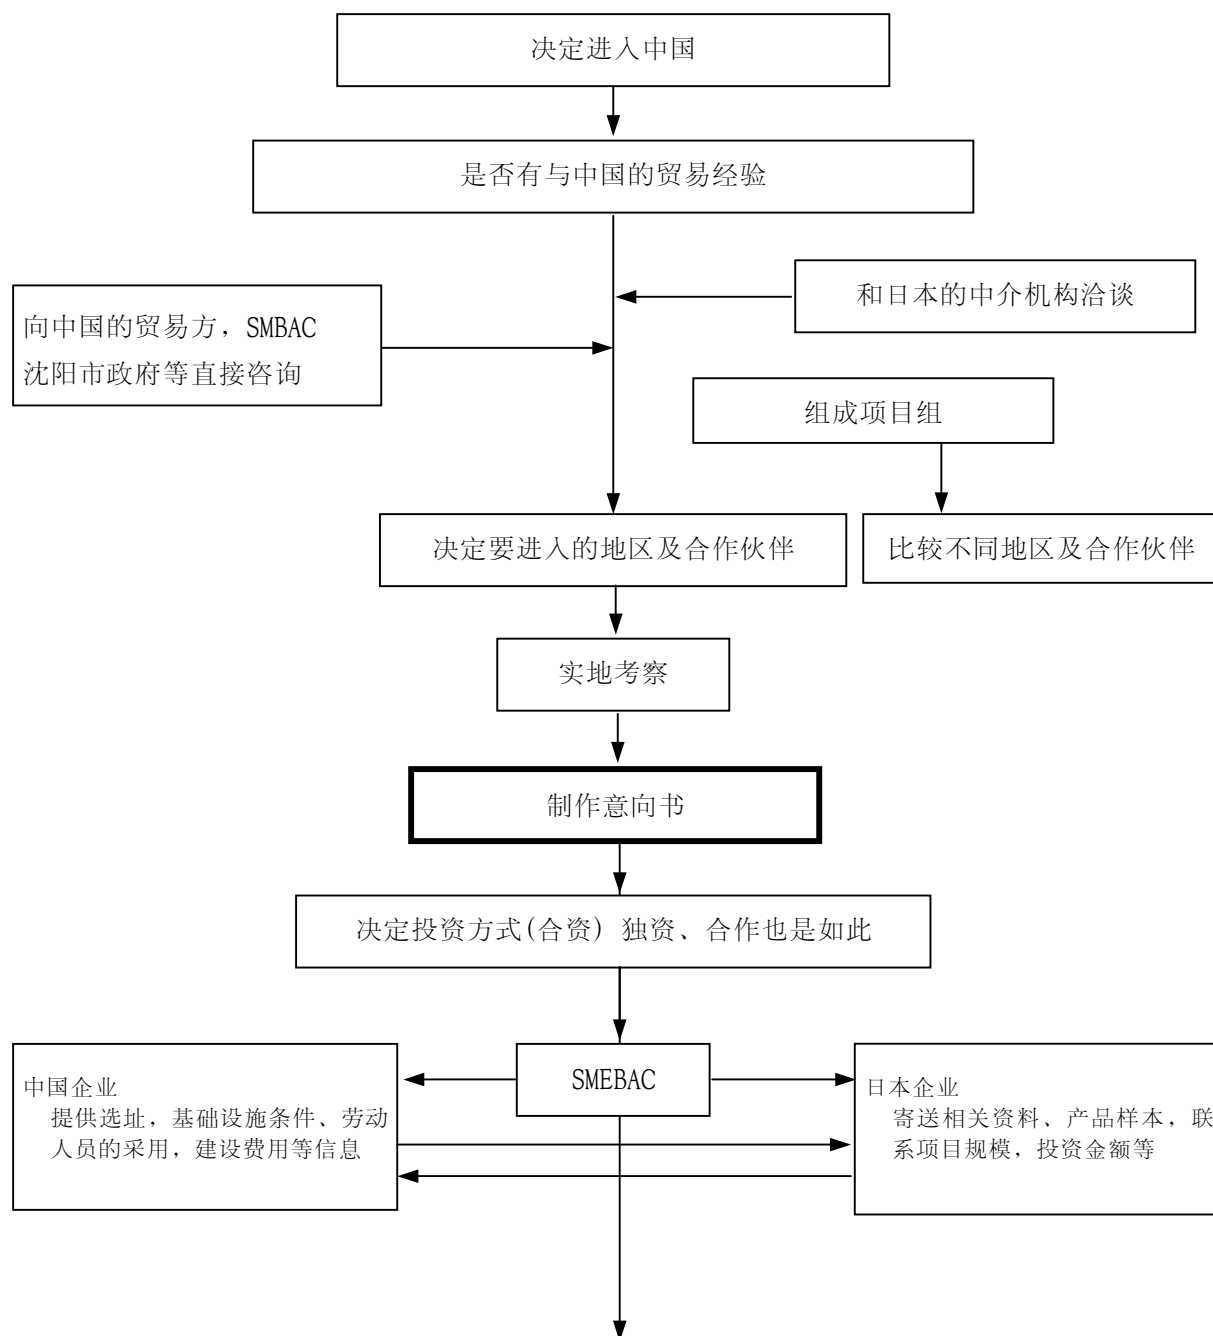 决定进入中国
是否有与中国的贸易经验
和日本的中介机构洽谈
向中国的贸易方，SMBAC
沈阳市政府等直接咨询
组成项目组
决定要进入的地区及合作伙伴
比较不同地区及合作伙伴
实地考察
制作意向书
决定投资方式(合资) 独资、合作也是如此
SMEBAC
中国企业
提供选址，基础设施条件、劳动
人员的采用，建设费用等信息
日本企业
寄送相关资料、产品样本，联
系项目规模，投资金额等